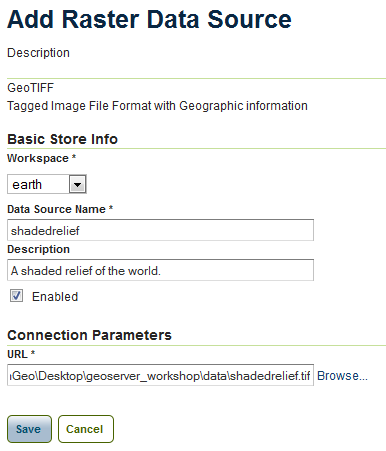 Add Raster Data Source
Description
GeoTIFF
Tagged Image File Format with Geographic information
Basic Store Info
Workspace *
earth
Data Source Name *
shadedrelief
Description
A shaded relief of the world.
Enabled
Connection Parameters
URL *
Geo\Desktop\geoserver_workshop\data\shadedrelief.tif Browse...
Save Cancel